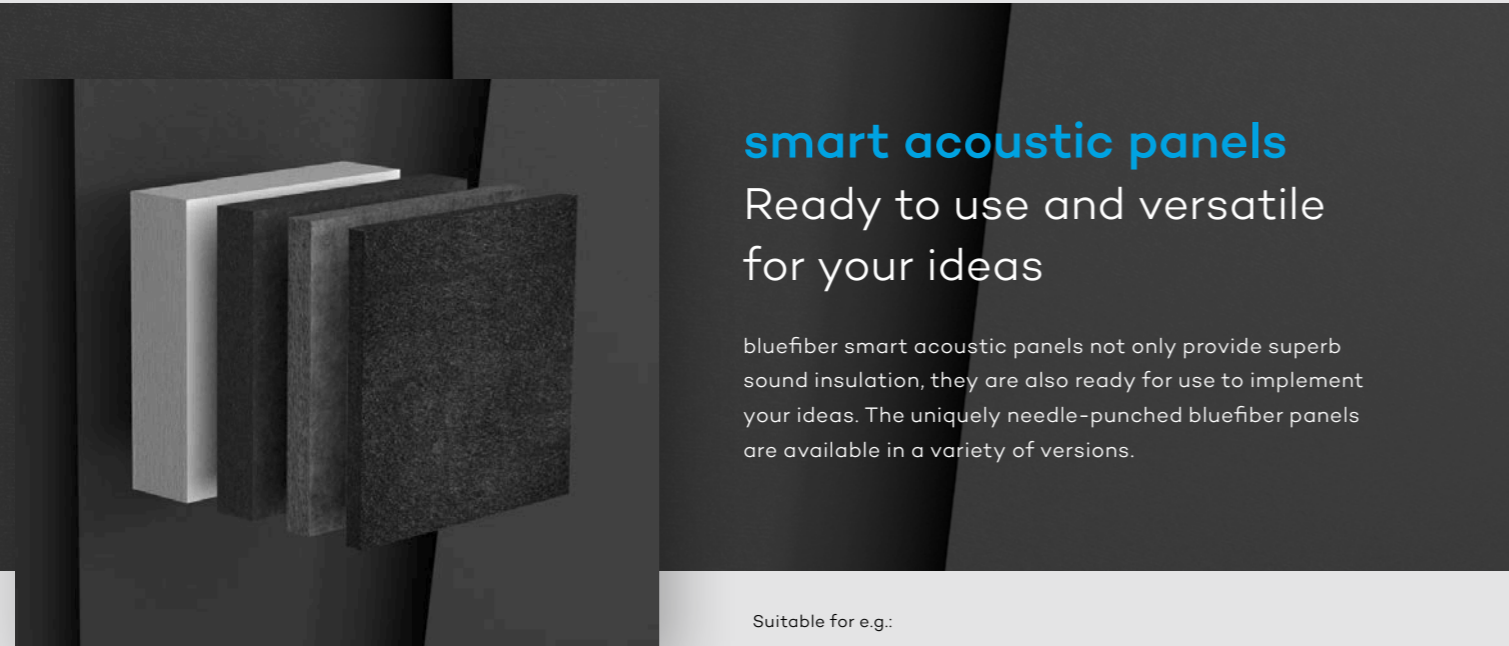 smart acoustic panels
Ready to use and versatile
for your ideas
bluefiber smart acoustic panels not only provide superb
sound insulation, they are also ready for use to implement
your ideas. The uniquely needle-punched bluefiber panels
are available in a variety of versions.
Suitable for e.g.: